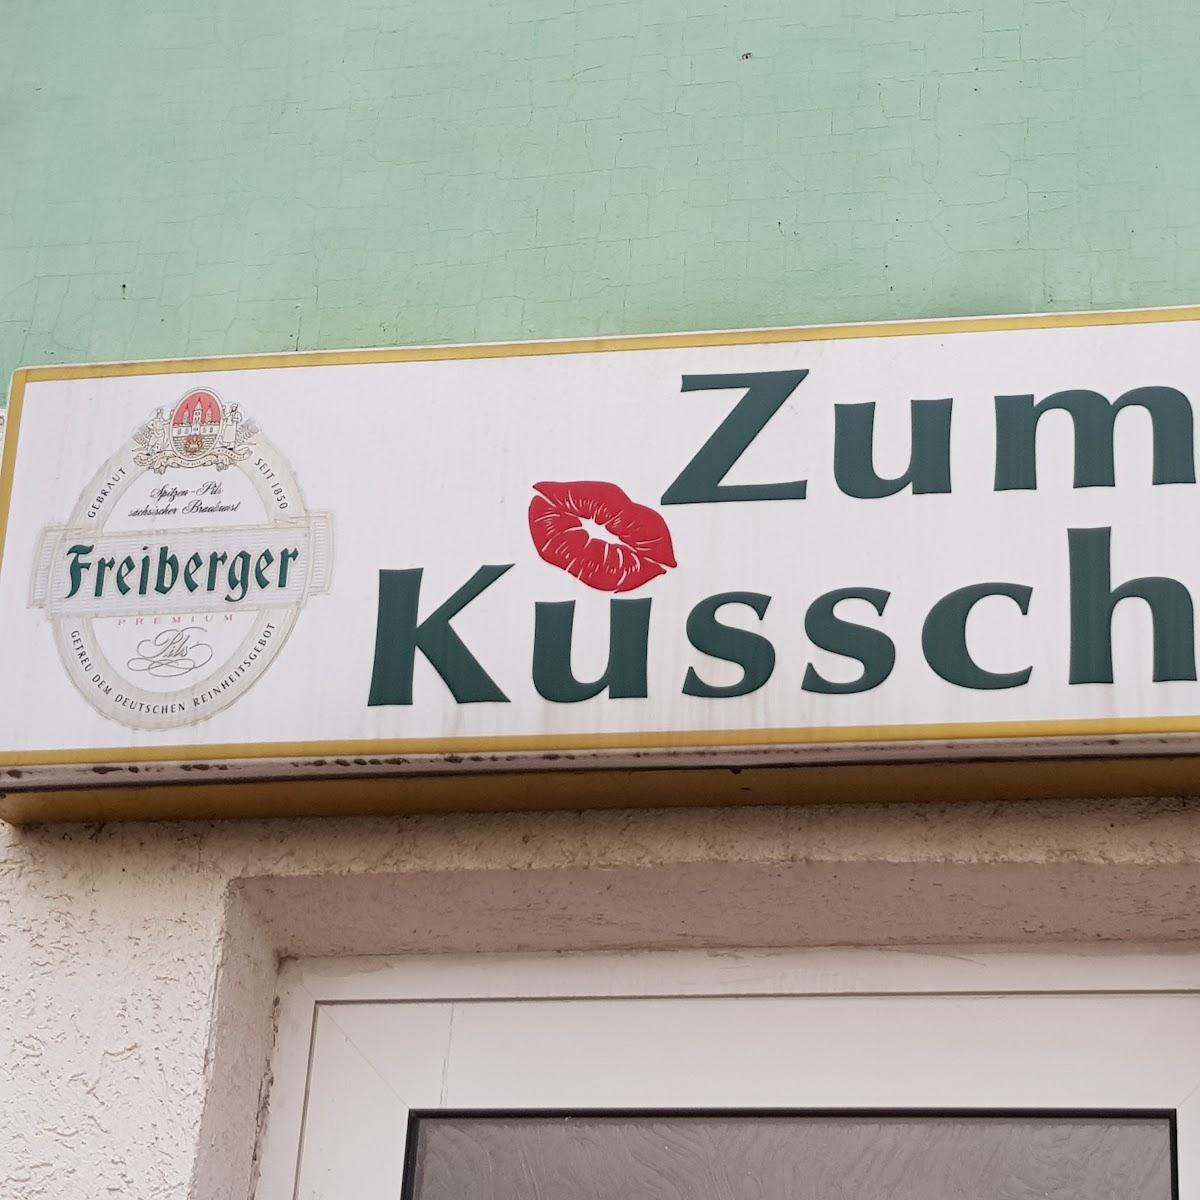 GEBRAUT SEIT 1850
Spitzen-Pils
sächsischer Braukunst
Freiberger
PREMIUM
Pils
GETREU DEM DEUTSCHEN REINHEITSGEBOT
Zum
Kussch